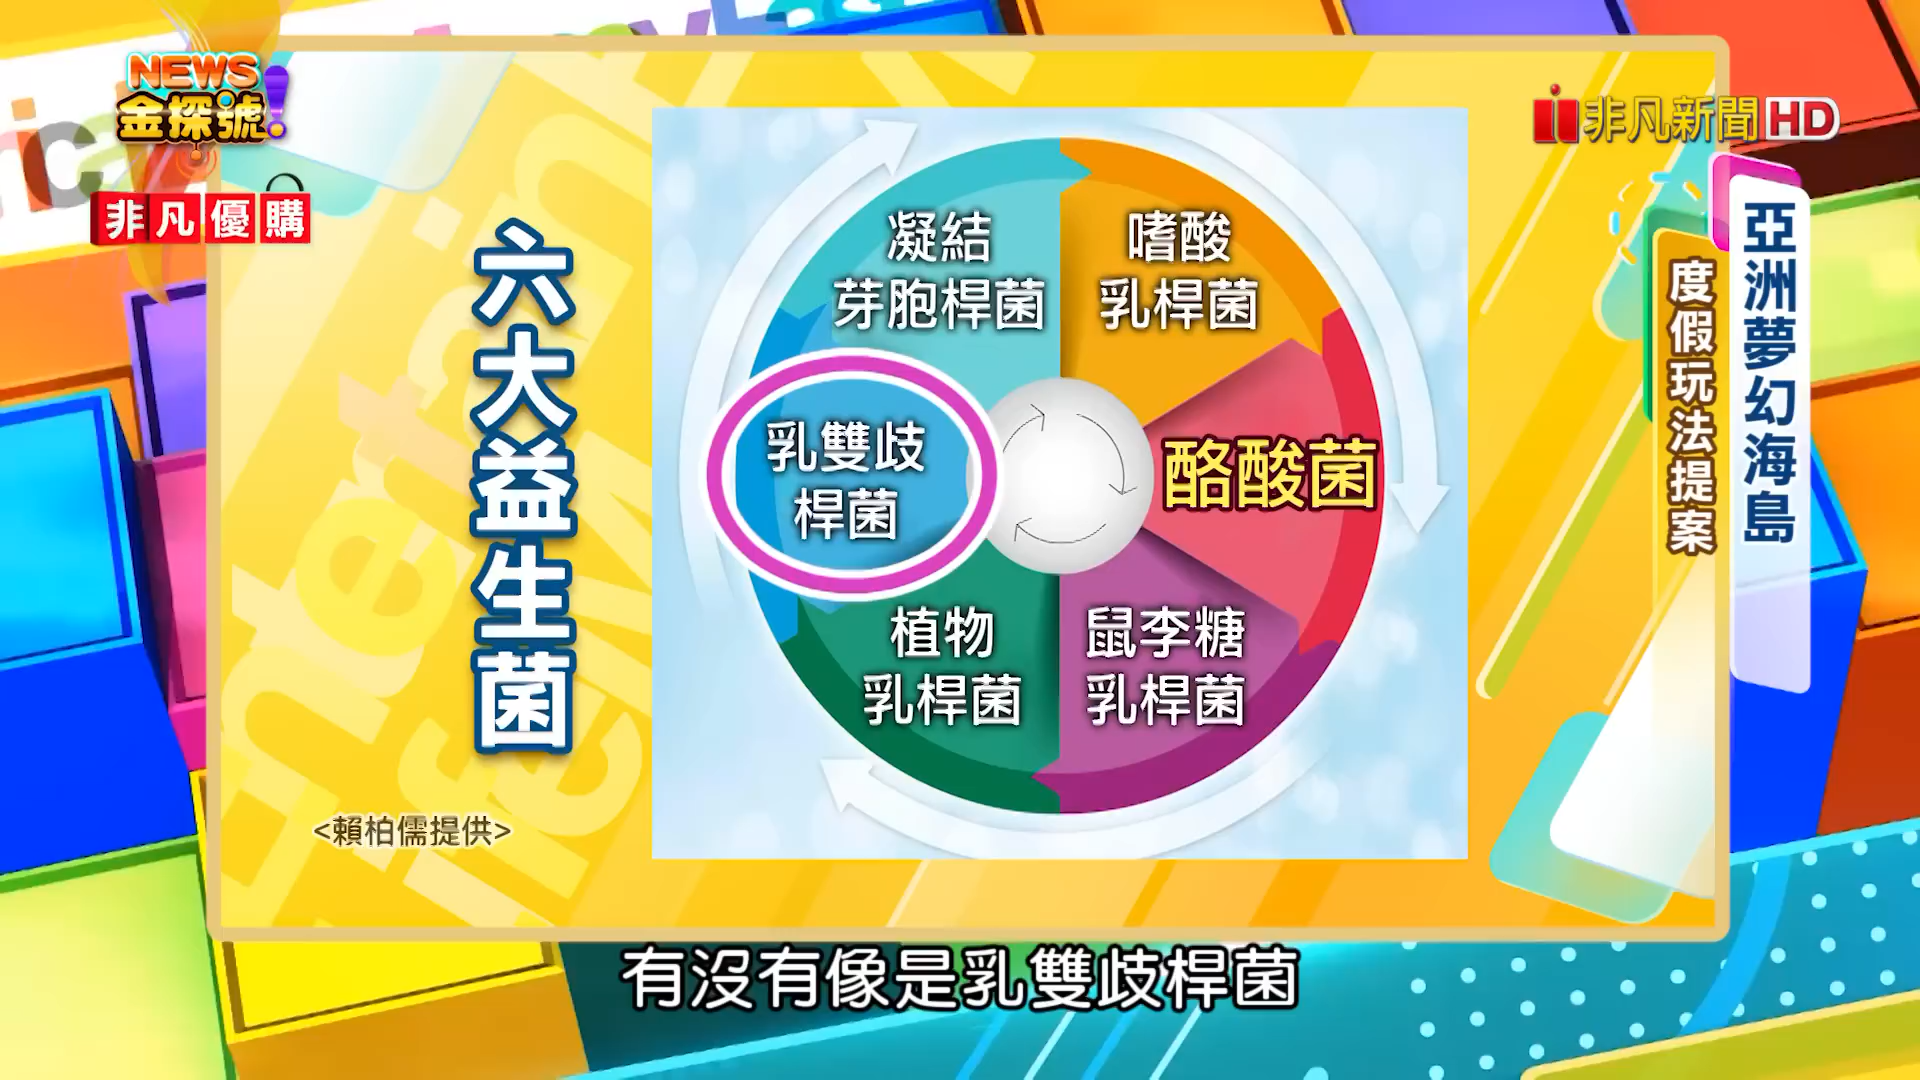 NEWS
金探號!
非凡優購
非凡新聞HD
亞洲夢幻海島
度假玩法提案
六大益生菌
凝結
芽胞桿菌
嗜酸
乳桿菌
乳雙歧
桿菌
酪酸菌
植物
乳桿菌
鼠李糖
乳桿菌
<賴柏儒提供>
有沒有像是乳雙歧桿菌